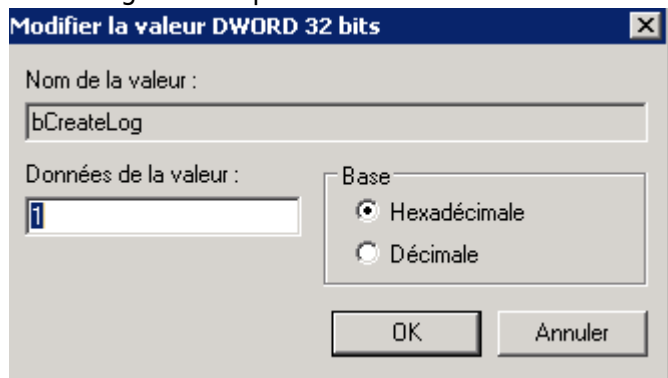 Modifier la valeur DWORD 32 bits
Nom de la valeur :
bCreateLog
Données de la valeur :
1
Base
Hexadécimale
Décimale
OK
Annuler